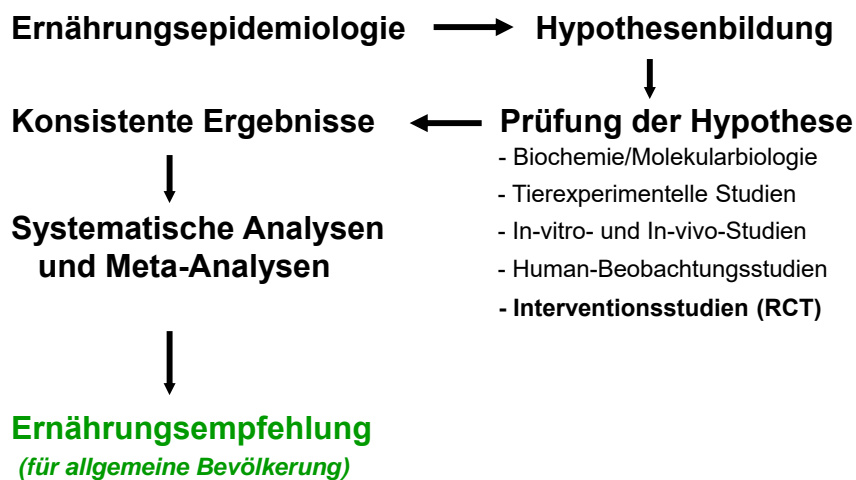 Ernährungsepidemiologie
Hypothesenbildung
Prüfung der Hypothese
- Biochemie/Molekularbiologie
- Tierexperimentelle Studien
- In-vitro- und In-vivo-Studien
- Human-Beobachtungsstudien
- Interventionsstudien (RCT)
Konsistente Ergebnisse
Systematische Analysen
und Meta-Analysen
Ernährungsempfehlung
(für allgemeine Bevölkerung)